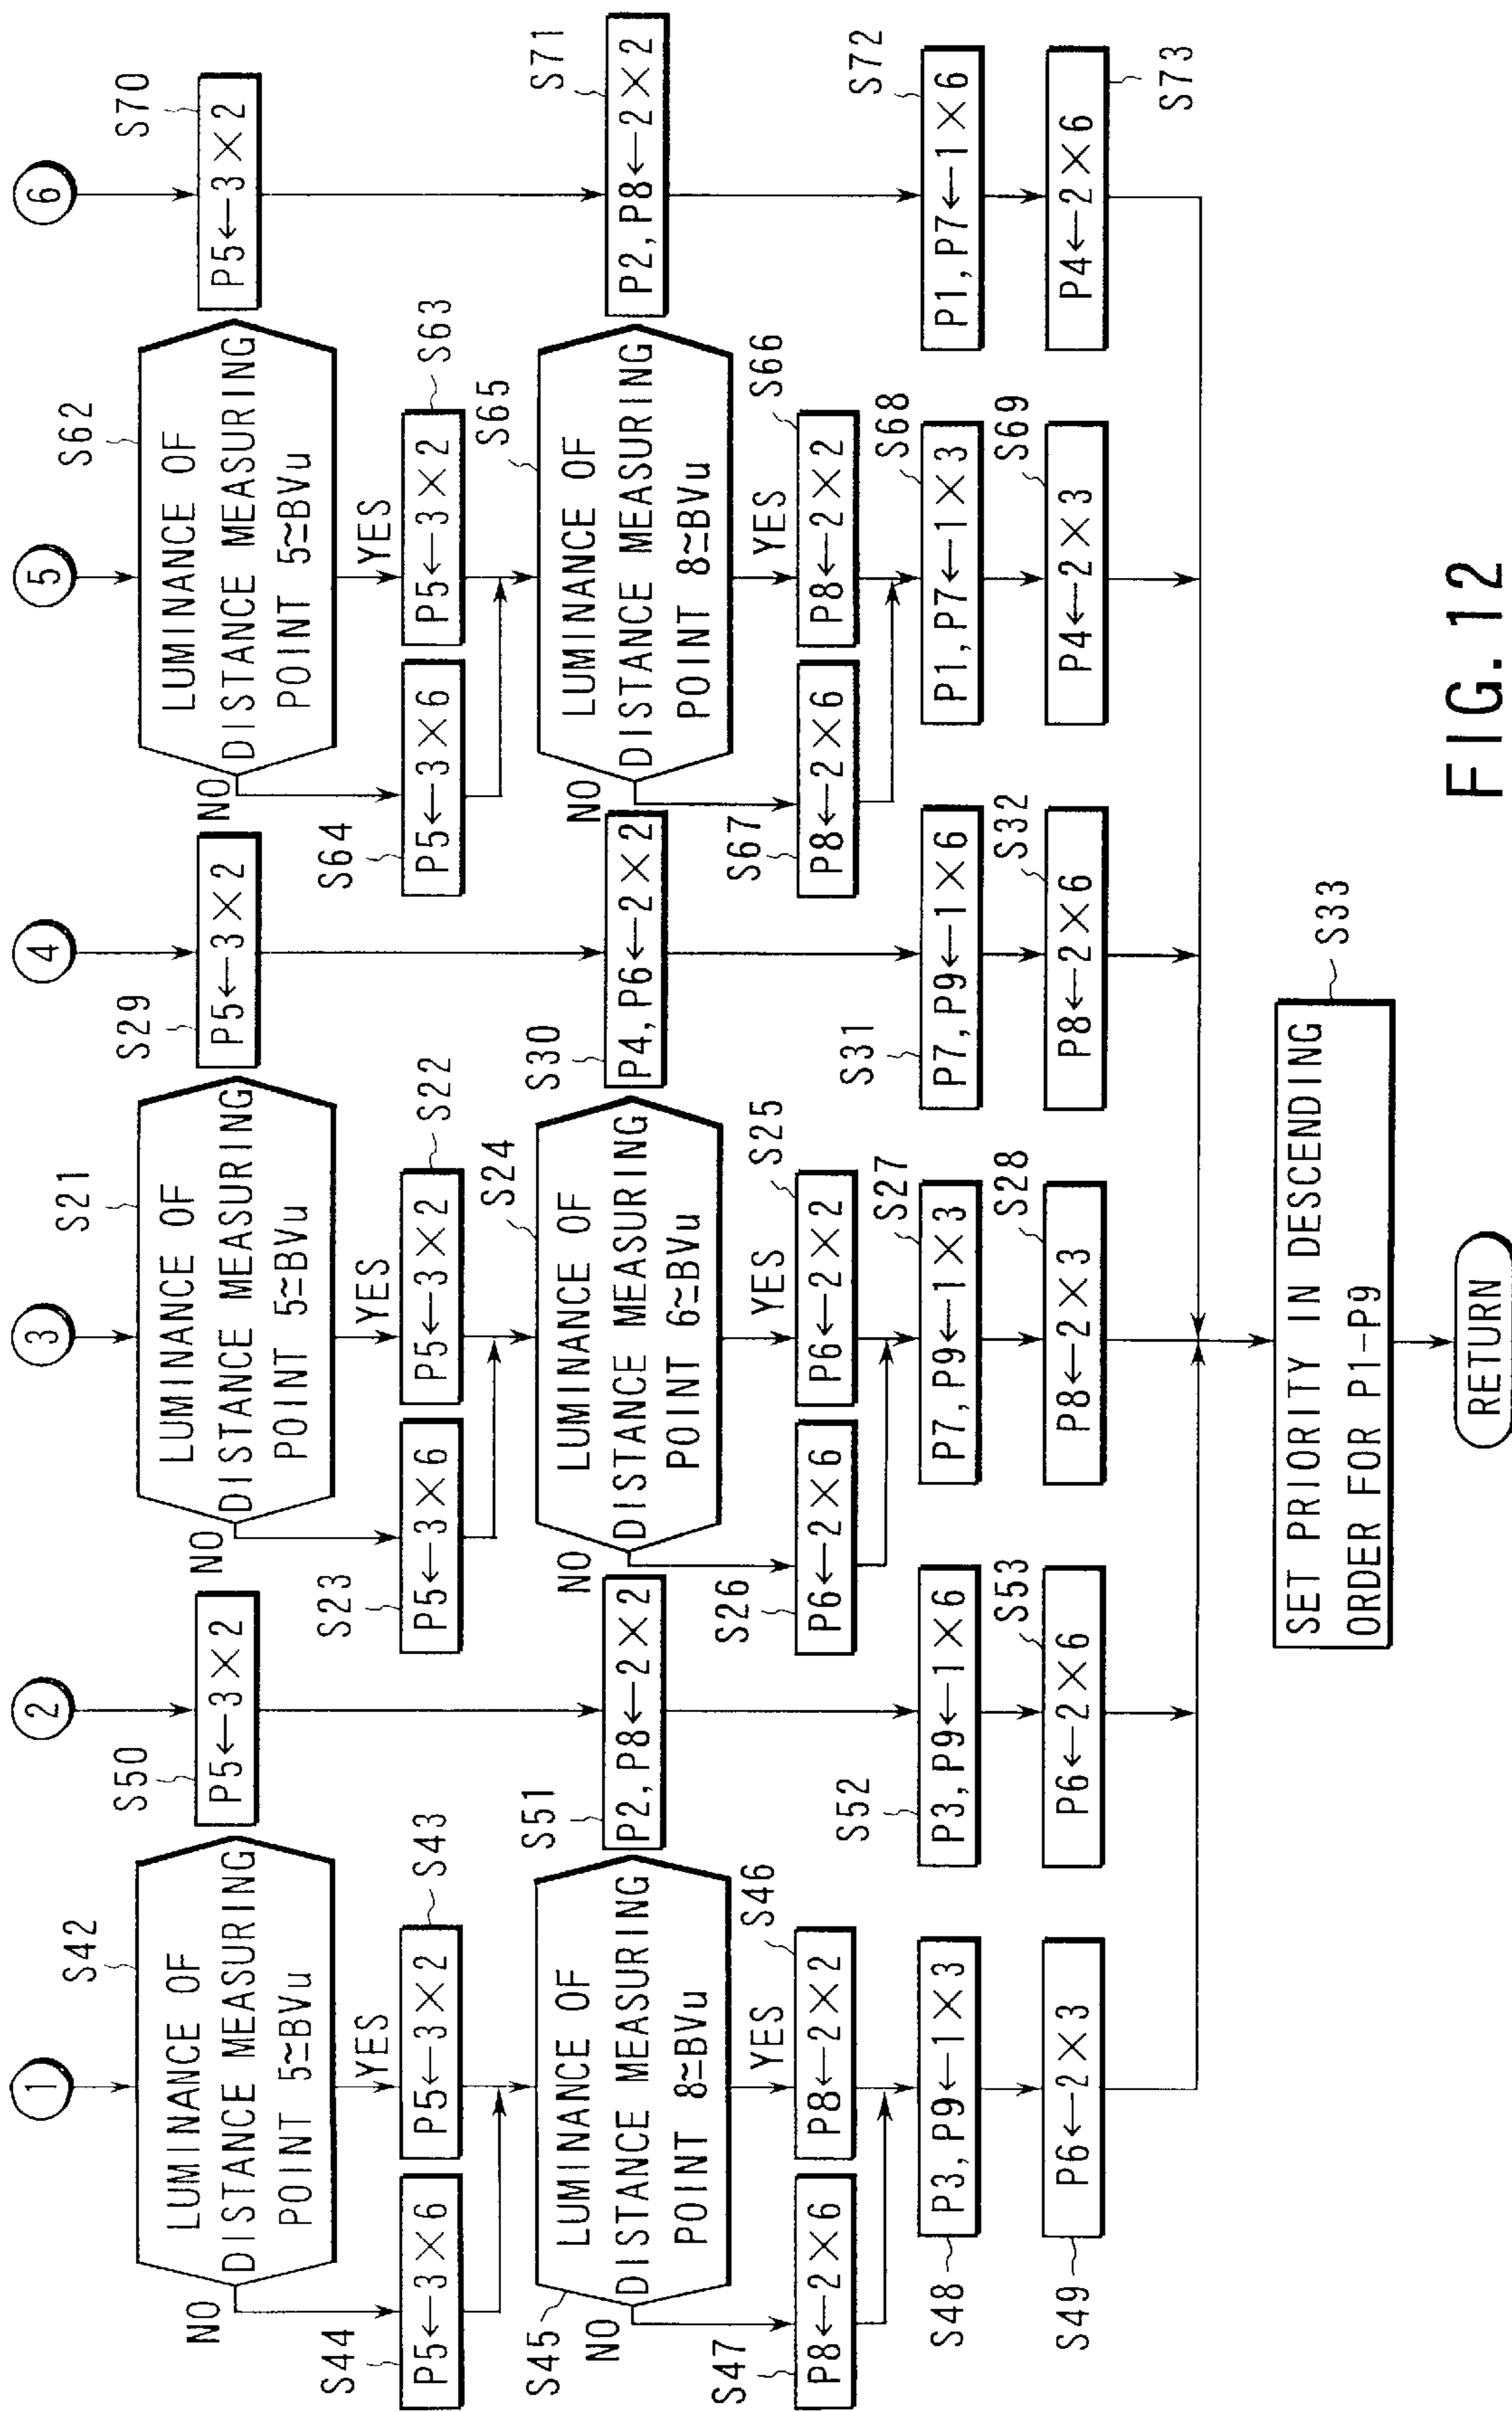 1
S42
LUMINANCE OF
DISTANCE MEASURING
POINT 5≃BVu
NO
YES
S44
P5←3×6
P5←3×2
S43
S45
LUMINANCE OF
DISTANCE MEASURING
POINT 8≃BVu
NO
YES
S47
P8←2×6
P8←2×2
S46
S48
P3,P9←1×3
S49
P6←2×3
2
S50
P5←3×2
S51
P2,P8←2×2
S52
P3,P9←1×6
S53
P6←2×6
3
S21
LUMINANCE OF
DISTANCE MEASURING
POINT 5≃BVu
NO
YES
S23
P5←3×6
P5←3×2
S22
S24
LUMINANCE OF
DISTANCE MEASURING
POINT 6≃BVu
NO
YES
S26
P6←2×6
P6←2×2
S25
S27
P7,P9←1×3
S28
P8←2×3
4
S29
P5←3×2
S30
P4,P6←2×2
S31
P7,P9←1×6
S32
P8←2×6
5
S62
LUMINANCE OF
DISTANCE MEASURING
POINT 5≃BVu
NO
YES
S64
P5←3×6
P5←3×2
S63
S65
LUMINANCE OF
DISTANCE MEASURING
POINT 8≃BVu
NO
YES
S67
P8←2×6
P8←2×2
S66
S68
P1,P7←1×3
S69
P4←2×3
6
S70
P5←3×2
S71
P2,P8←2×2
S72
P1,P7←1×6
S73
P4←2×6
S33
SET PRIORITY IN DESCENDING
ORDER FOR P1-P9
RETURN
FIG.12